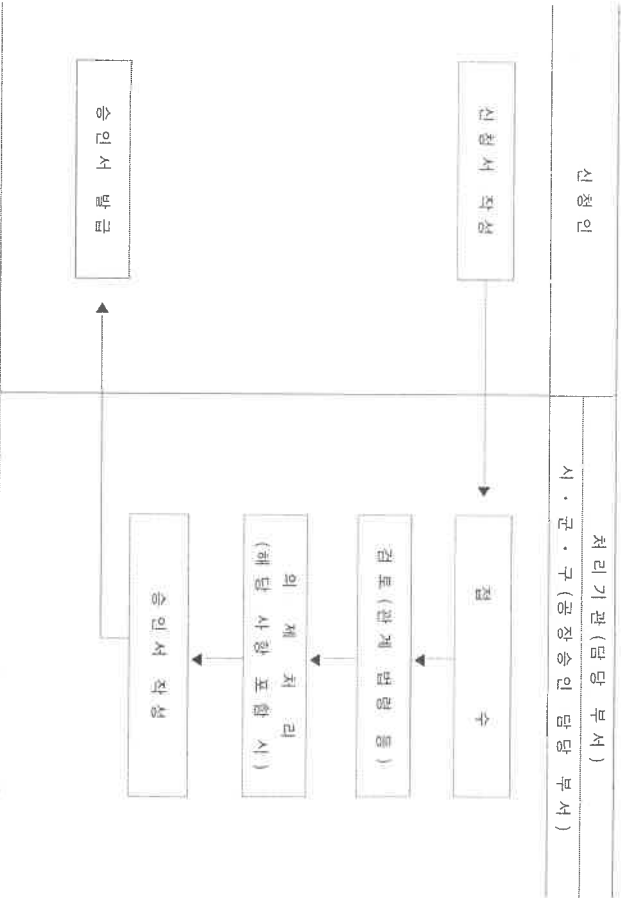 신청인
처리기관(담당 부서)
시 · 군 · 구(공장승인 담당 부서)
신청서 작성
접 수
검토(관계 법령 등)
의 제 처 리
(해당 사항 포함시)
승인서 작성
승인서 발급